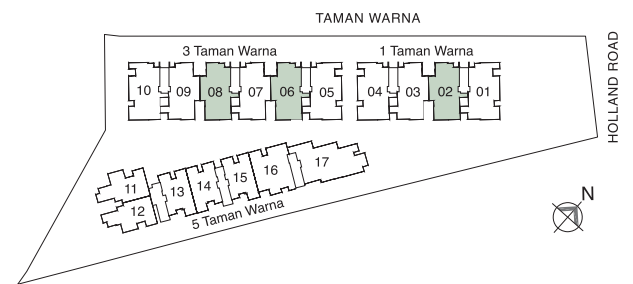 TAMAN WARNA
HOLLAND ROAD
3 Taman Warna
1 Taman Warna
10 09 08 07 06 05 04 03 02 01
11 12 13 14 15 16 17
5 Taman Warna
N